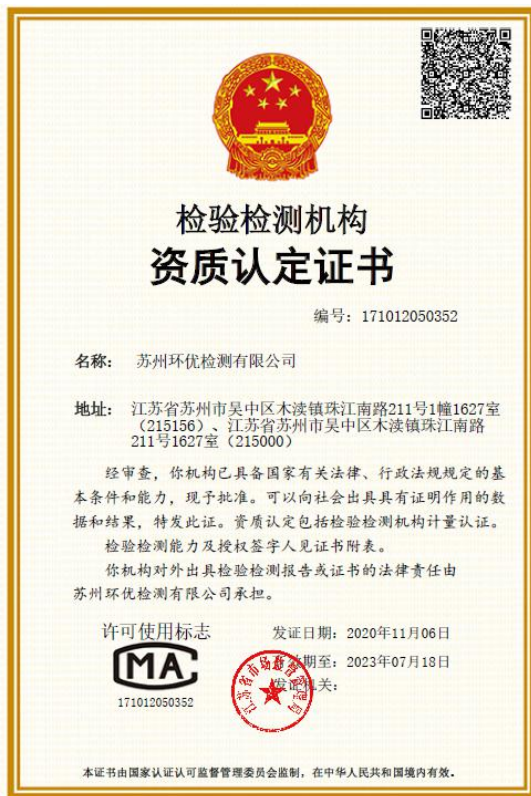 检验检测机构
资质认定证书
编号：171012050352
名称： 苏州环优检测有限公司
地址： 江苏省苏州市吴中区木渎镇珠江南路211号1幢1627室
（215156）、江苏省苏州市吴中区木渎镇珠江南路
211号1627室（215000）
经审查，你机构已具备国家有关法律、行政法规规定的基
本条件和能力，现予批准。可以向社会出具具有证明作用的数
据和结果，特发此证。资质认定包括检验检测机构计量认证。
检验检测能力及授权签字人见证书附表。
你机构对外出具检验检测报告或证书的法律责任由
苏州环优检测有限公司承担。
许可使用标志
MA
171012050352
发证日期：2020年11月06日
期至：2023年07月18日
发证机关：
江苏省市场监督管理局
本证书由国家认证认可监督管理委员会监制，在中华人民共和国境内有效。